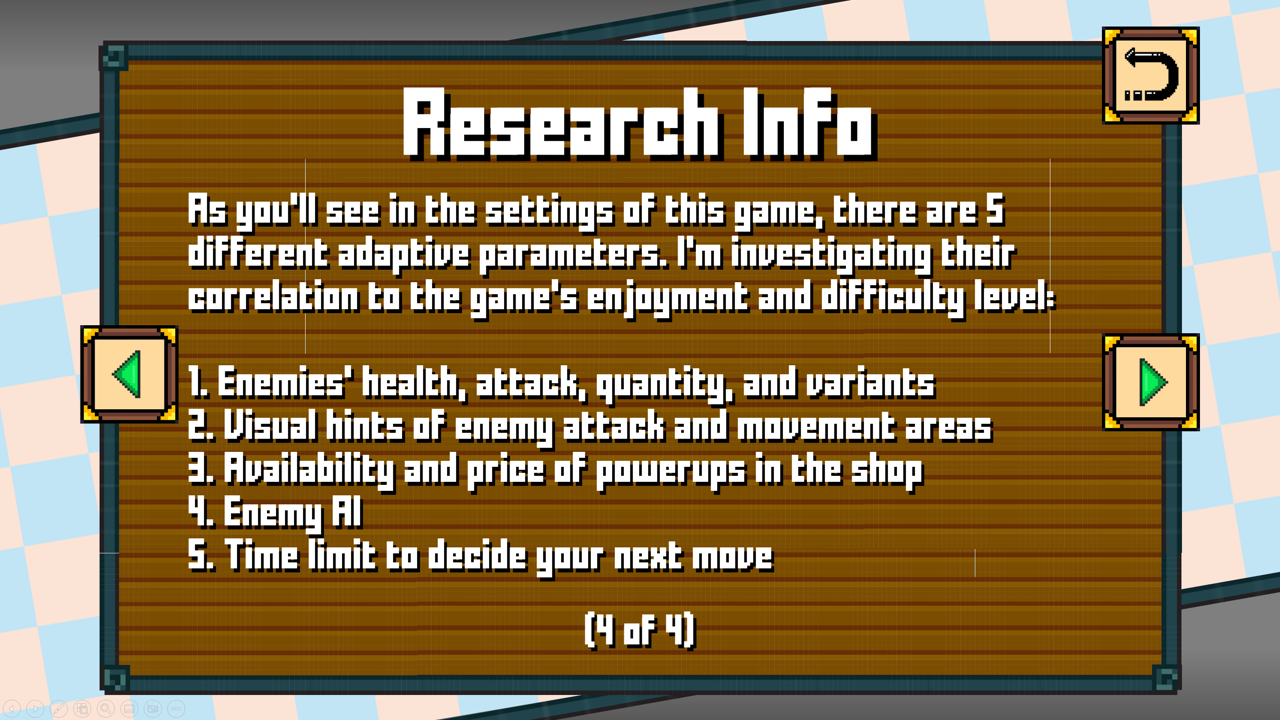 Research Info
As you'll see in the settings of this game, there are 5
different adaptive parameters. I'm investigating their
correlation to the game's enjoyment and difficulty level:
1. Enemies' health, attack, quantity, and variants
2. Visual hints of enemy attack and movement areas
3. Availability and price of powerups in the shop
4. Enemy AI
5. Time limit to decide your next move
(4 of 4)